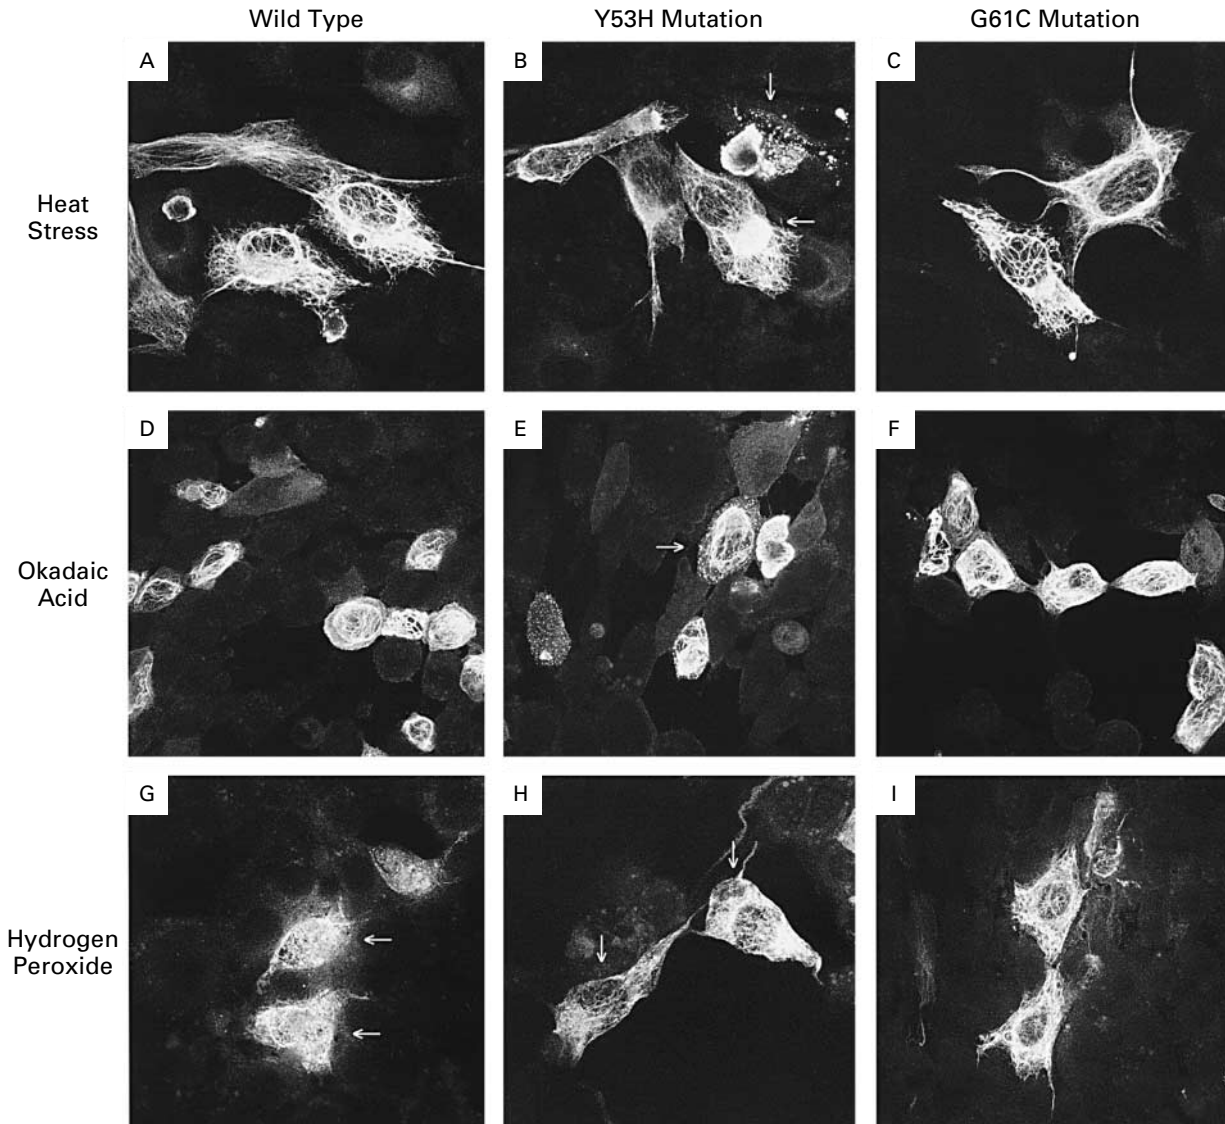 Wild Type
Y53H Mutation
G61C Mutation
A
B
C
Heat
Stress
D
E
F
Okadaic
Acid
G
H
I
Hydrogen
Peroxide